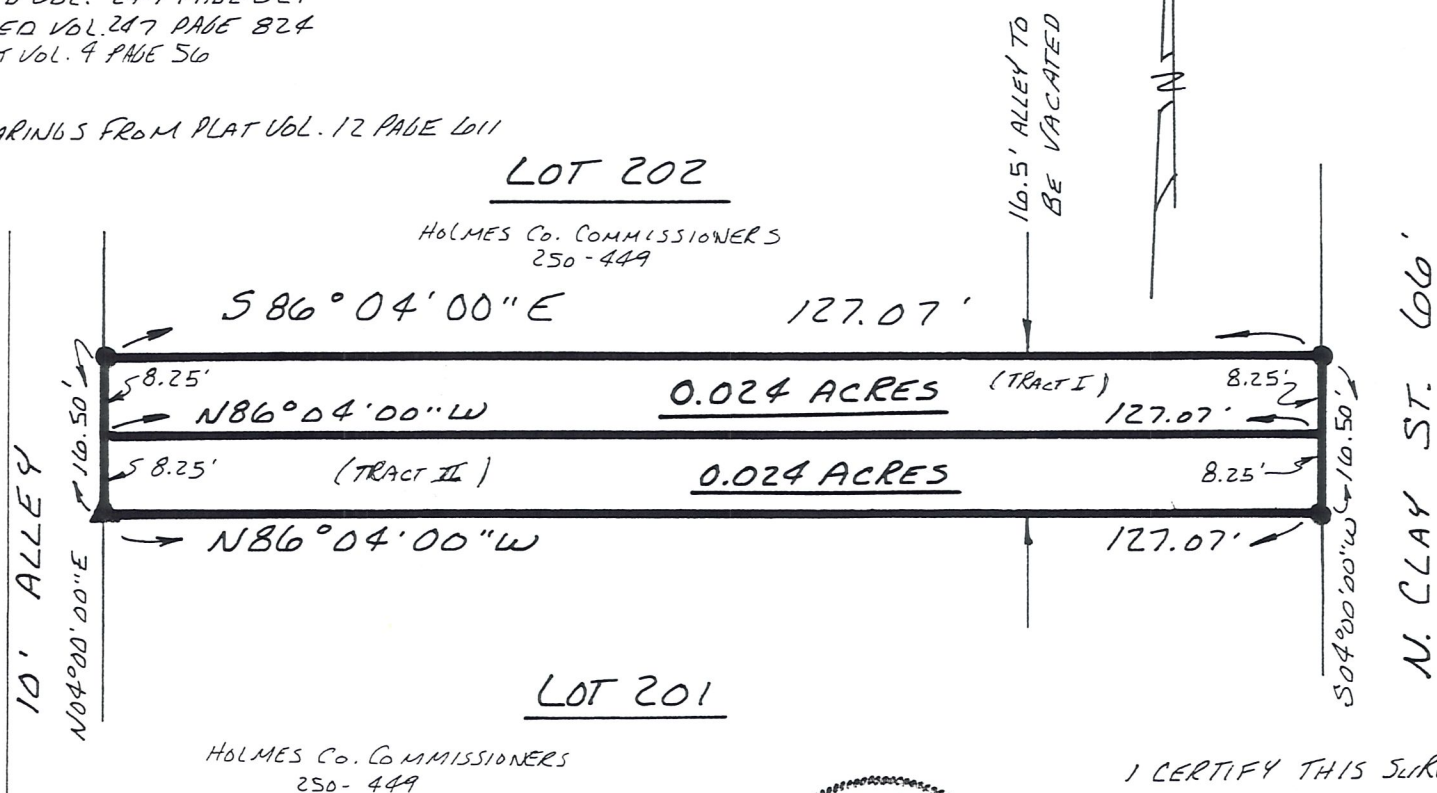 ED VOL. 247 PAGE 824
T VOL. 4 PAGE 56
ARINGS FROM PLAT VOL. 12 PAGE 611
16.5' ALLEY TO
BE VACATED
N
LOT 202
HOLMES CO. COMMISSIONERS
250-449
S 86°04'00"E 127.07'
8.25' 0.024 ACRES (TRACT I) 8.25'
N86°04'00"W 127.07'
8.25' (TRACT II) 0.024 ACRES 8.25'
N86°04'00"W 127.07'
10' ALLEY
N04°00'00"E 16.50'
S04°00'00"W 16.50'
N. CLAY ST. 66'
LOT 201
HOLMES CO. COMMISSIONERS
250-449
I CERTIFY THIS SUR